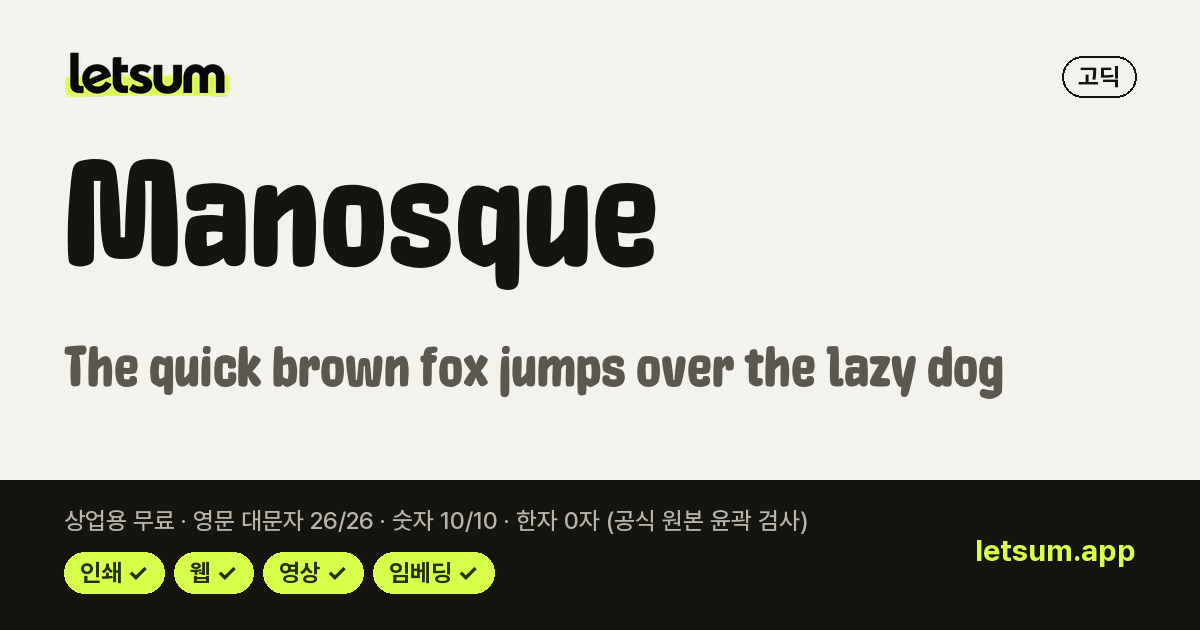 letsum
고딕
Manosque
The quick brown fox jumps over the lazy dog
상업용 무료 · 영문 대문자 26/26 · 숫자 10/10 · 한자 0자 (공식 원본 윤곽 검사)
인쇄 ✓ 웹 ✓ 영상 ✓ 임베딩 ✓
letsum.app